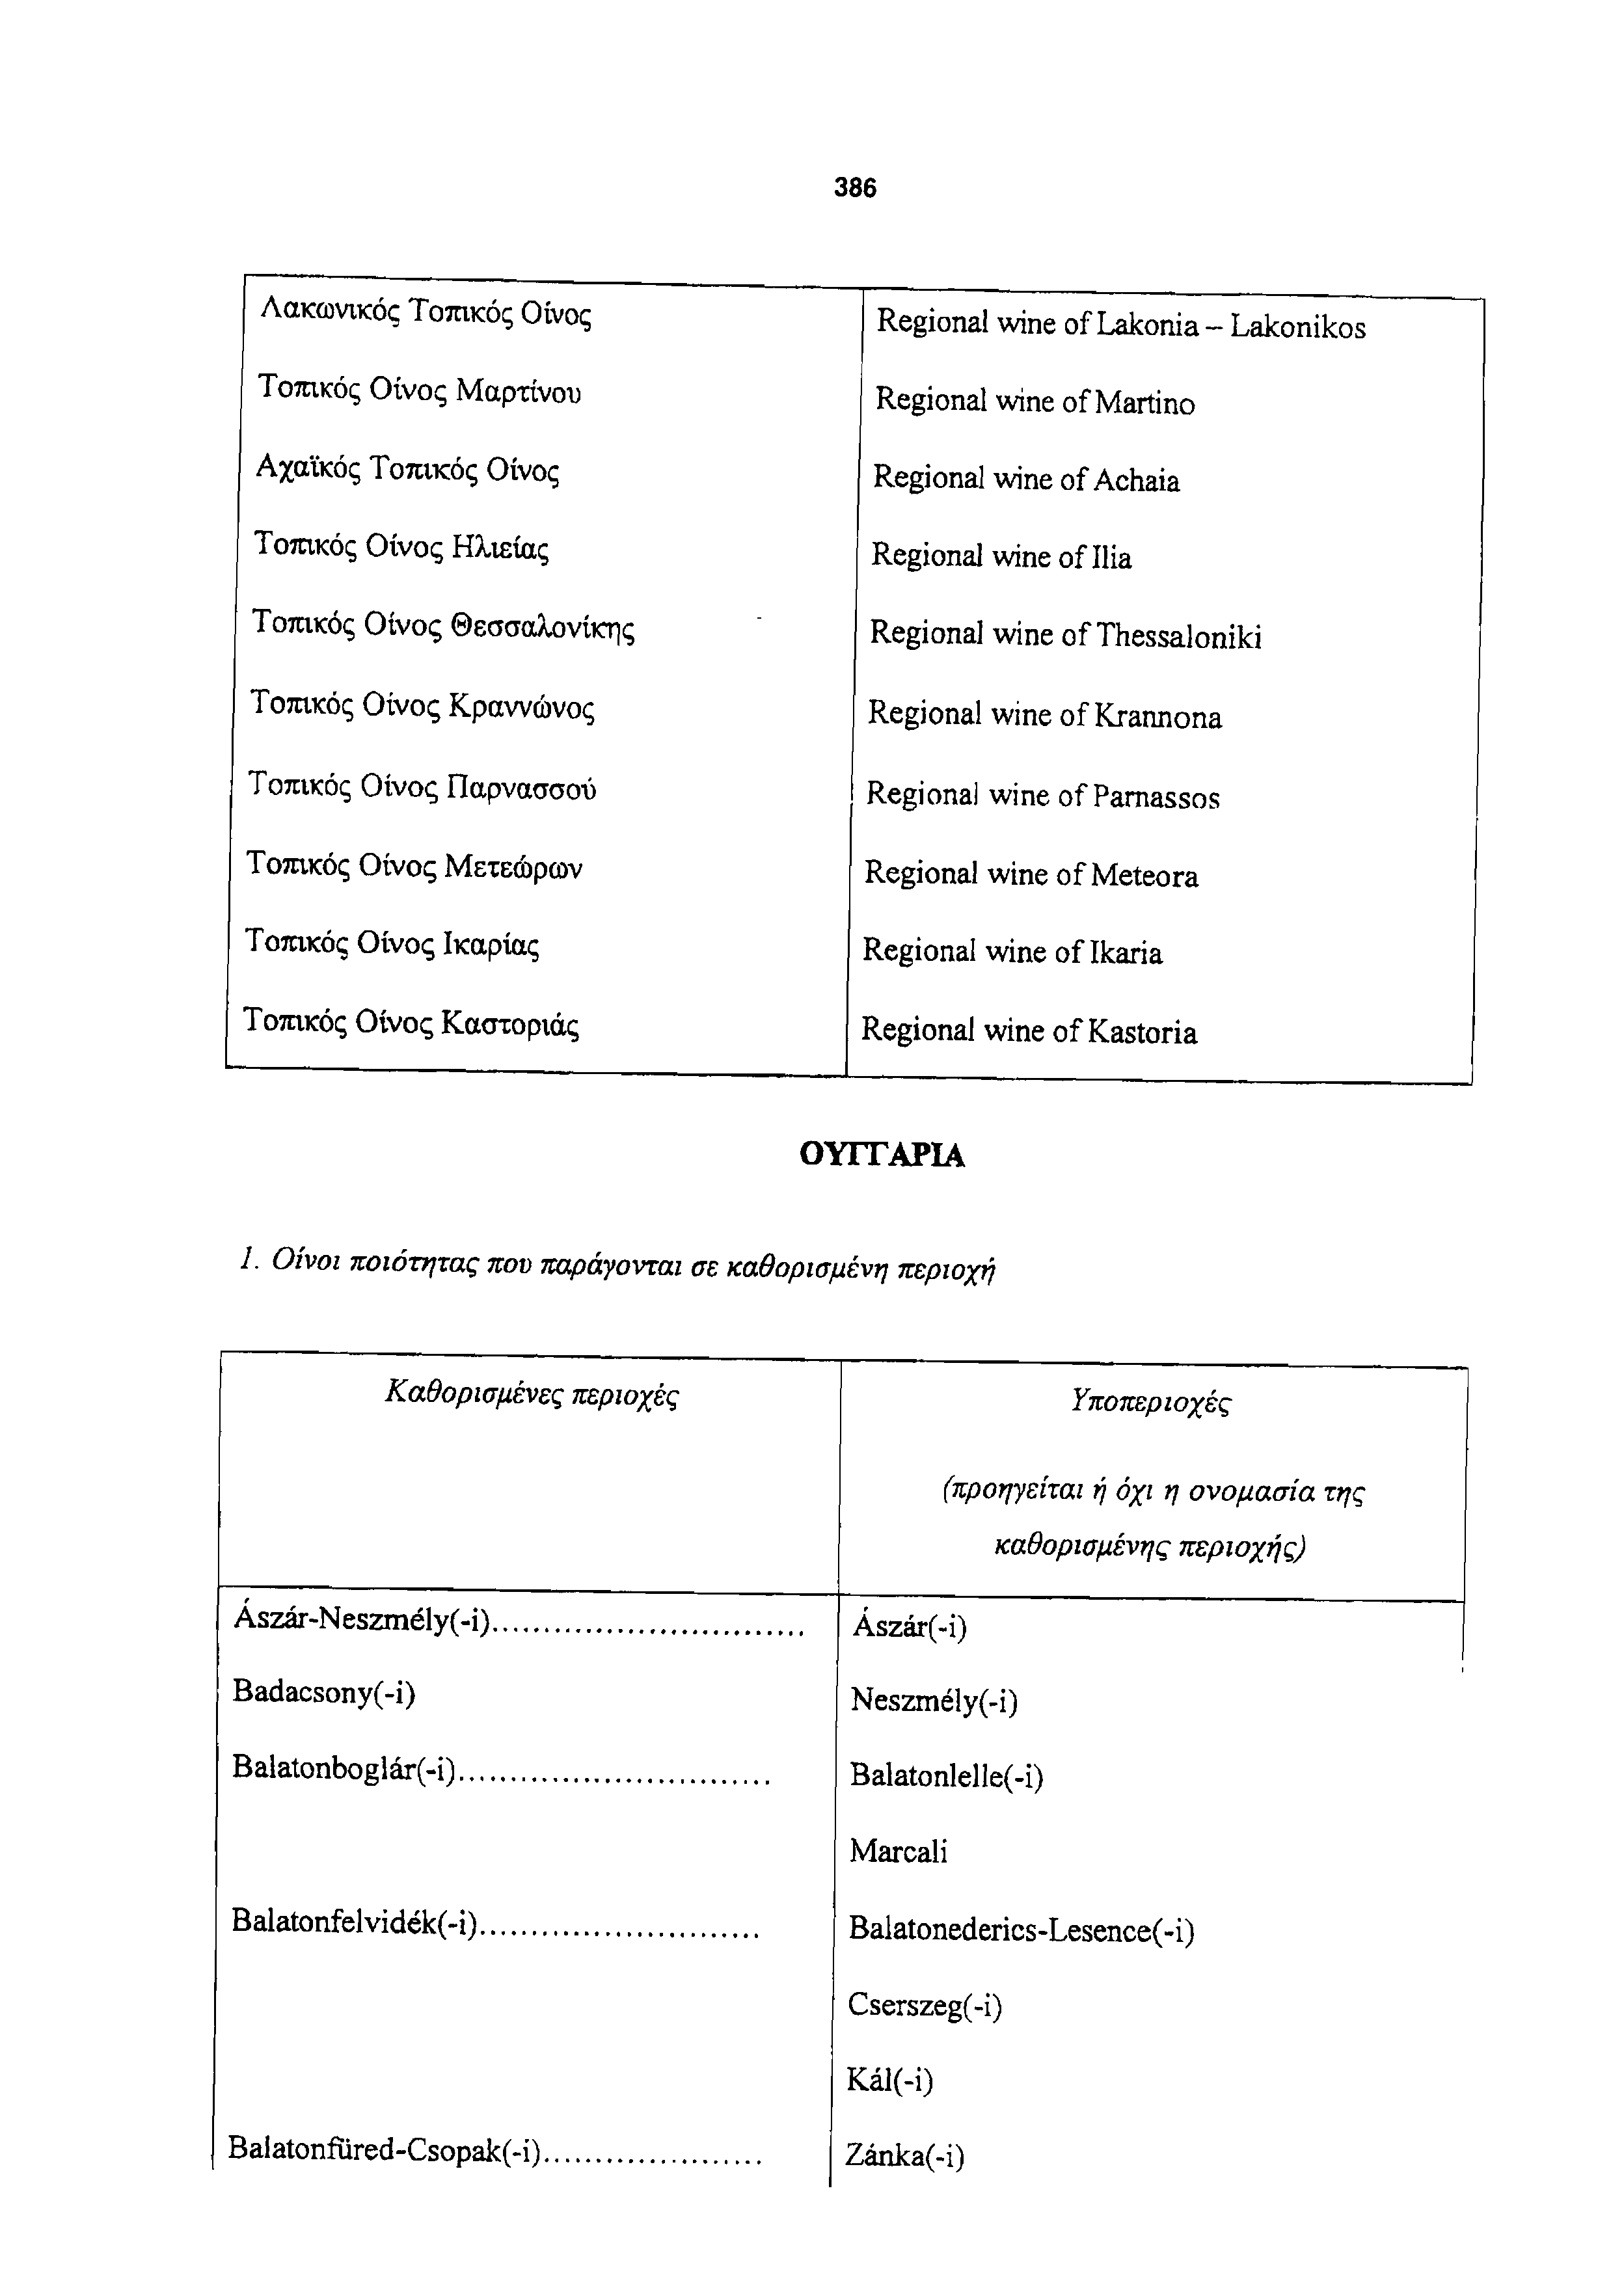 386
Λακωνικός Τοπικός Οίνος Regional wine of Lakonia – Lakonikos
Τοπικός Οίνος Μαρτίνου Regional wine of Martino
Αχαϊκός Τοπικός Οίνος Regional wine of Achaia
Τοπικός Οίνος Ηλιείας Regional wine of Ilia
Τοπικός Οίνος Θεσσαλονίκης Regional wine of Thessaloniki
Τοπικός Οίνος Κραννώνος Regional wine of Krannona
Τοπικός Οίνος Παρνασσού Regional wine of Parnassos
Τοπικός Οίνος Μετεώρων Regional wine of Meteora
Τοπικός Οίνος Ικαρίας Regional wine of Ikaria
Τοπικός Οίνος Καστοριάς Regional wine of Kastoria
ΟΥΓΓΑΡΙΑ
1. Οίνοι ποιότητας που παράγονται σε καθορισμένη περιοχή
Καθορισμένες περιοχές Υποπεριοχές
(προηγείται ή όχι η ονομασία της
καθορισμένης περιοχής)
Ászár-Neszmély(-i)............................... Ászár(-i)
Badacsony(-i) Neszmély(-i)
Balatonboglár(-i)............................... Balatonlelle(-i)
Marcali
Balatonfelvidék(-i)............................ Balatonederics-Lesence(-i)
Cserszeg(-i)
Kál(-i)
Balatonfüred-Csopak(-i)...................... Zánka(-i)